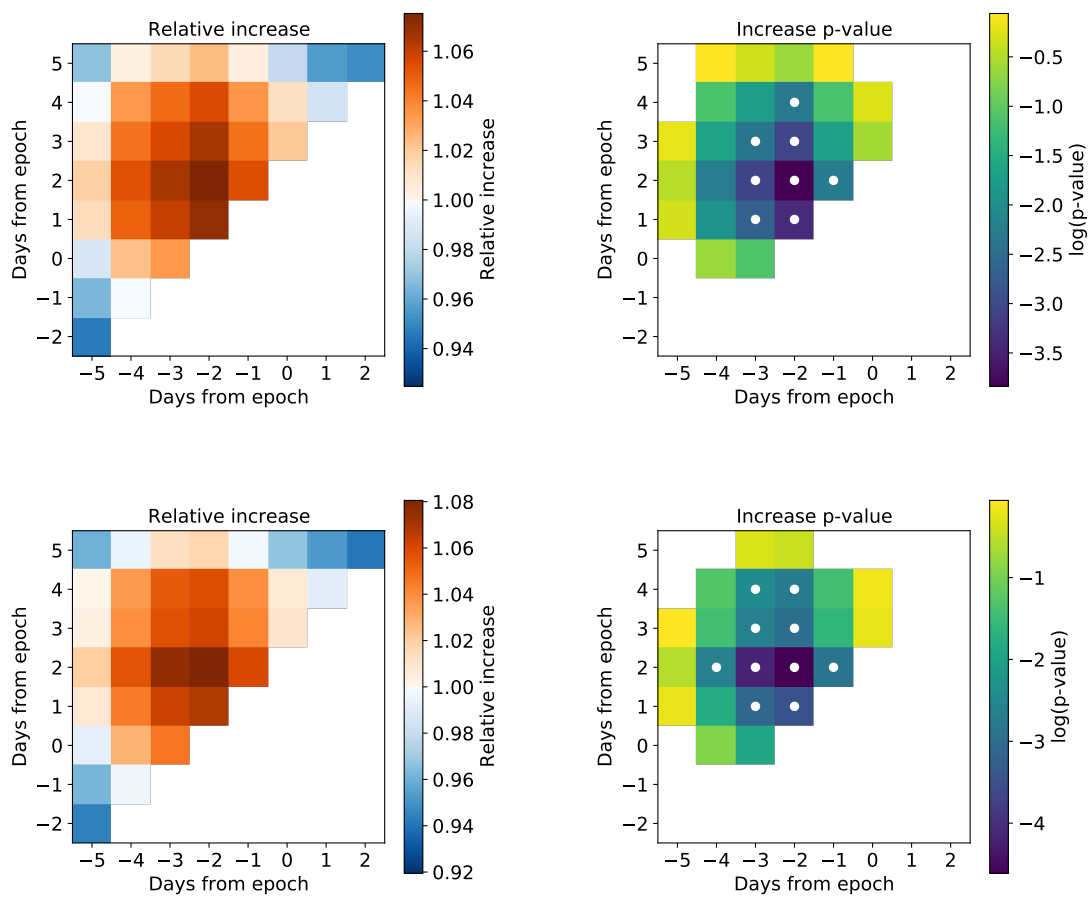 Relative increase
Days from epoch
5
4
3
2
1
0
−1
−2
−5 −4 −3 −2 −1 0 1 2
Days from epoch
1.06
1.04
1.02
1.00
0.98
0.96
0.94
Relative increase
Increase p-value
Days from epoch
5
4
3
2
1
0
−1
−2
−5 −4 −3 −2 −1 0 1 2
Days from epoch
−0.5
−1.0
−1.5
−2.0
−2.5
−3.0
−3.5
log(p-value)
Relative increase
Days from epoch
5
4
3
2
1
0
−1
−2
−5 −4 −3 −2 −1 0 1 2
Days from epoch
1.08
1.06
1.04
1.02
1.00
0.98
0.96
0.94
0.92
Relative increase
Increase p-value
Days from epoch
5
4
3
2
1
0
−1
−2
−5 −4 −3 −2 −1 0 1 2
Days from epoch
−1
−2
−3
−4
log(p-value)